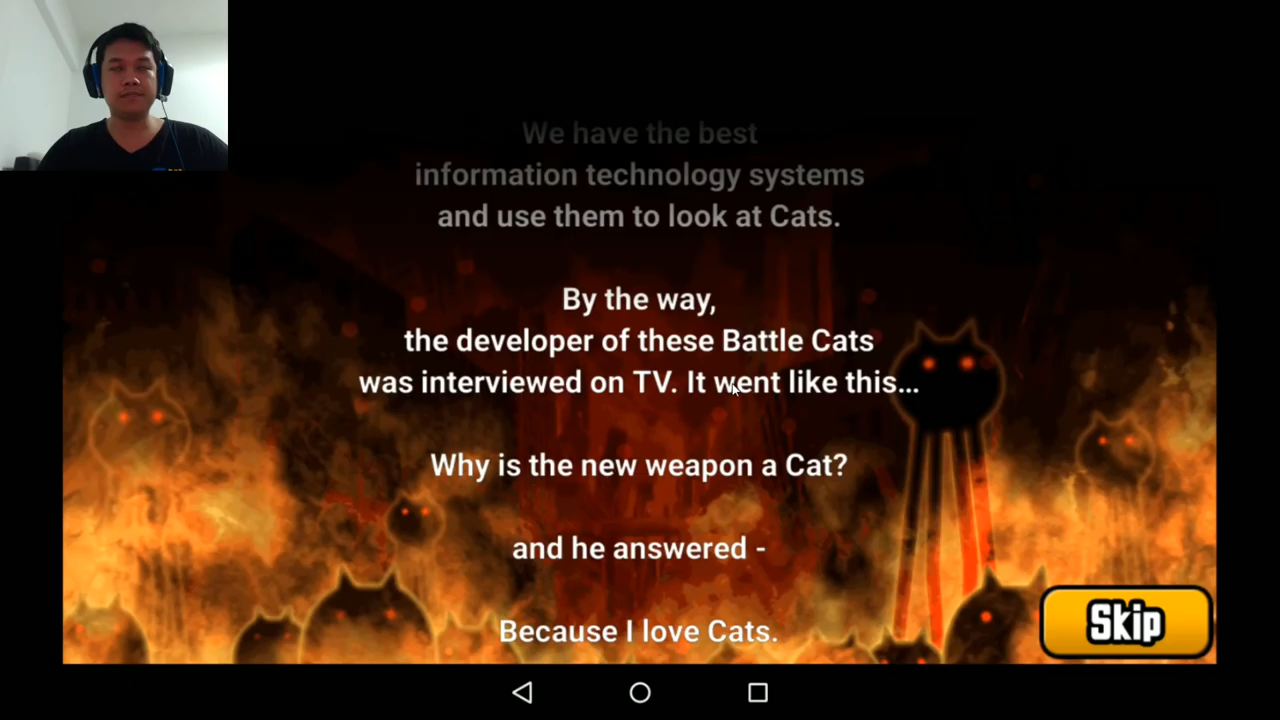 We have the best
information technology systems
and use them to look at Cats.
By the way,
the developer of these Battle Cats
was interviewed on TV. It went like this...
Why is the new weapon a Cat?
and he answered -
Because I love Cats.
Skip